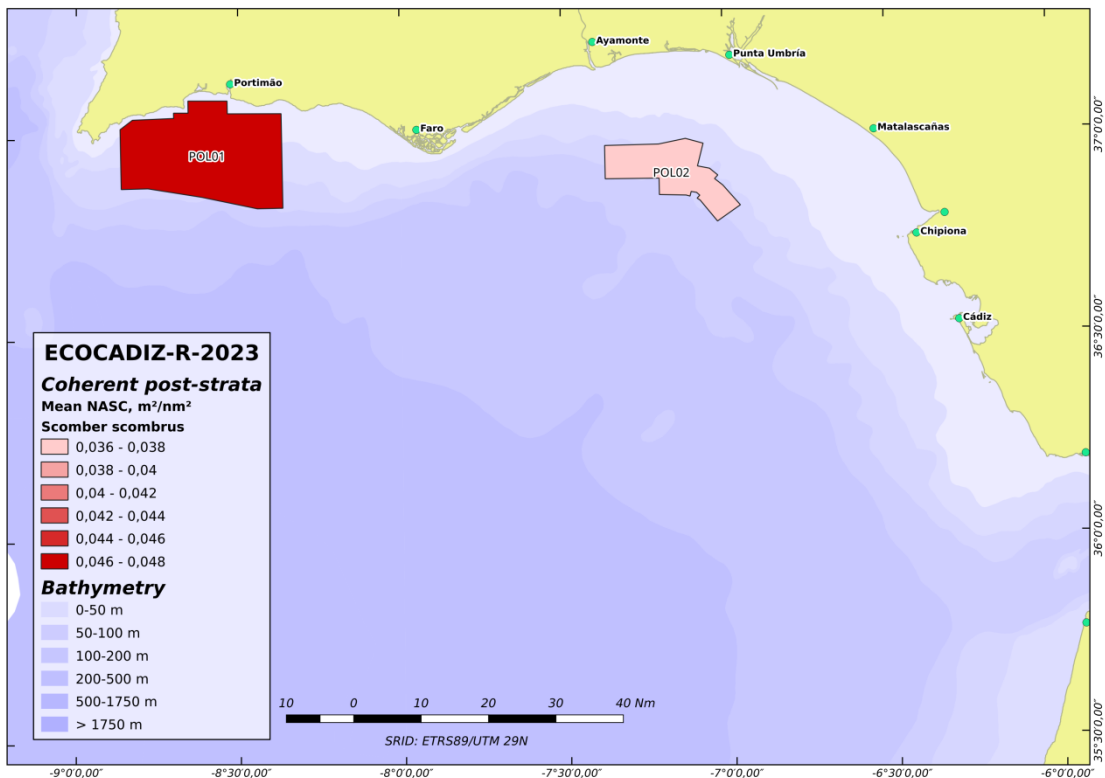 Ayamonte
Punta Umbría
Portimão
Faro
Matalascañas
POL01
POL02
Chipiona
Cádiz
37°0'0,00"
36°30'0,00"
36°0'0,00"
35°30'0,00"
ECOCADIZ-R-2023
Coherent post-strata
Mean NASC, m²/nm²
Scomber scombrus
0,036 - 0,038
0,038 - 0,04
0,04 - 0,042
0,042 - 0,044
0,044 - 0,046
0,046 - 0,048
Bathymetry
0-50 m
50-100 m
100-200 m
200-500 m
500-1750 m
> 1750 m
10 0 10 20 30 40 Nm
SRID: ETRS89/UTM 29N
-9°0'0,00" -8°30'0,00" -8°0'0,00" -7°30'0,00" -7°0'0,00" -6°30'0,00" -6°0'0,00"